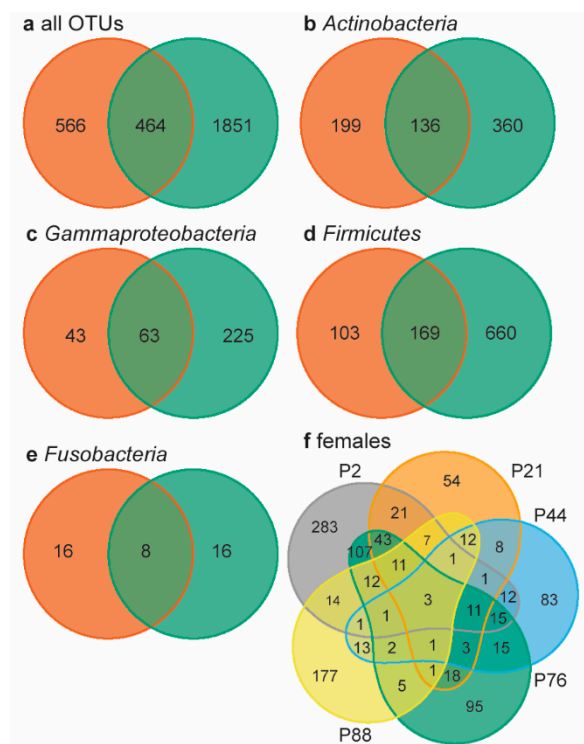 a all OTUs
b Actinobacteria
566 464 1851
199 136 360
c Gammaproteobacteria
d Firmicutes
43 63 225
103 169 660
e Fusobacteria
f females
16 8 16
P2
P21
54
P44
283
21
7
12
8
43
107
11
1
1
12
83
12
14
3
11
15
1
1
1
3
15
13
2
1
18
177
5
95
P76
P88